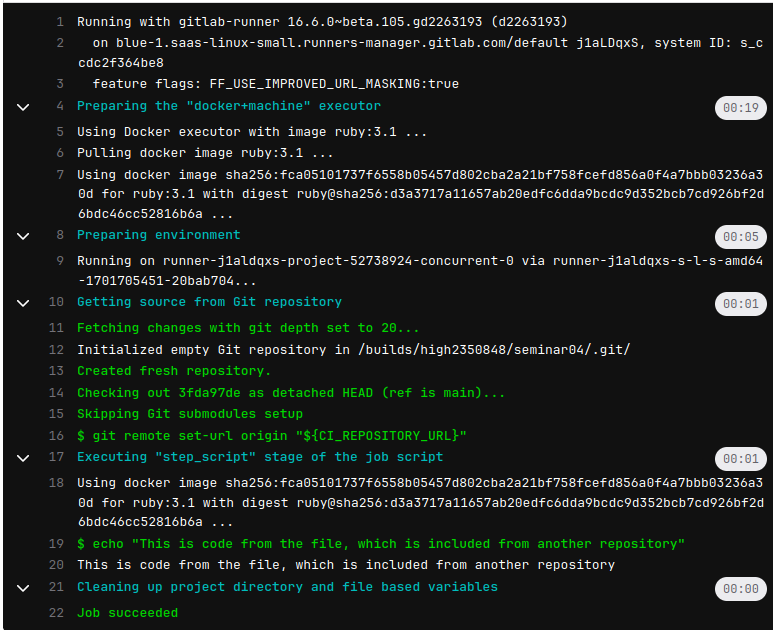 1 Running with gitlab-runner 16.6.0~beta.105.gd2263193 (d2263193)
2 on blue-1.saas-linux-small.runners-manager.gitlab.com/default j1aLDqxS, system ID: s_c
cdc2f364be8
3 feature flags: FF_USE_IMPROVED_URL_MASKING:true
4 Preparing the "docker+machine" executor 00:19
5 Using Docker executor with image ruby:3.1 ...
6 Pulling docker image ruby:3.1 ...
7 Using docker image sha256:fca05101737f6558b05457d802cba2a21bf758fcefd856a0f4a7bbb03236a3
0d for ruby:3.1 with digest ruby@sha256:d3a3717a11657ab20edfc6dda9bcdc9d352bcb7cd926bf2d
6bdc46cc52816b6a ...
8 Preparing environment 00:05
9 Running on runner-j1aldqxs-project-52738924-concurrent-0 via runner-j1aldqxs-s-l-s-amd64
-1701705451-20bab704...
10 Getting source from Git repository 00:01
11 Fetching changes with git depth set to 20...
12 Initialized empty Git repository in /builds/high2350848/seminar04/.git/
13 Created fresh repository.
14 Checking out 3fda97de as detached HEAD (ref is main)...
15 Skipping Git submodules setup
16 $ git remote set-url origin "${CI_REPOSITORY_URL}"
17 Executing "step_script" stage of the job script 00:01
18 Using docker image sha256:fca05101737f6558b05457d802cba2a21bf758fcefd856a0f4a7bbb03236a3
0d for ruby:3.1 with digest ruby@sha256:d3a3717a11657ab20edfc6dda9bcdc9d352bcb7cd926bf2d
6bdc46cc52816b6a ...
19 $ echo "This is code from the file, which is included from another repository"
20 This is code from the file, which is included from another repository
21 Cleaning up project directory and file based variables 00:00
22 Job succeeded